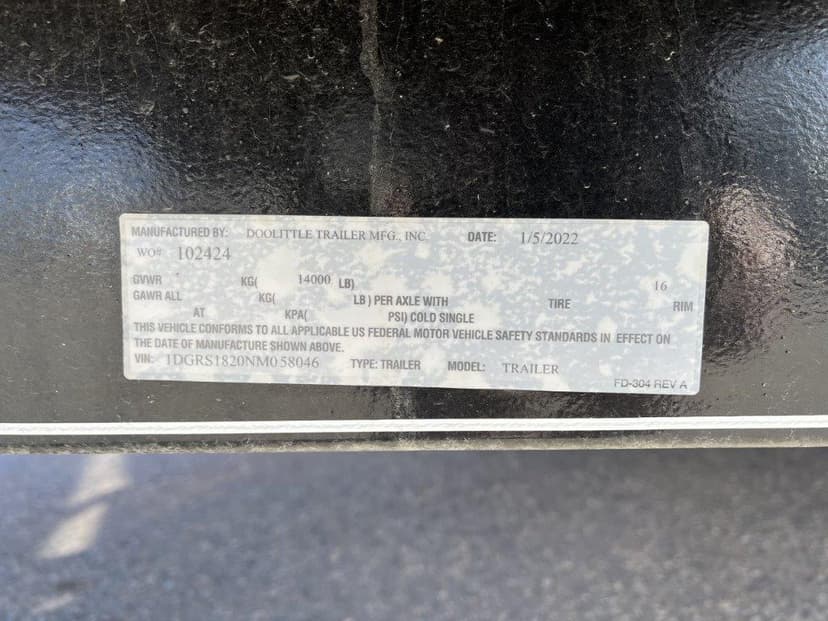 MANUFACTURED BY: DOOLITTLE TRAILER MFG., INC. DATE: 1/5/2022
WO# 102424
GVWR KG( 14000 LB) 16
GAWR ALL KG( LB ) PER AXLE WITH TIRE RIM
AT KPA( PSI) COLD SINGLE
THIS VEHICLE CONFORMS TO ALL APPLICABLE US FEDERAL MOTOR VEHICLE SAFETY STANDARDS IN EFFECT ON
THE DATE OF MANUFACTURE SHOWN ABOVE.
VIN: 1DGRS1820NM058046 TYPE: TRAILER MODEL: TRAILER
FD-304 REV A